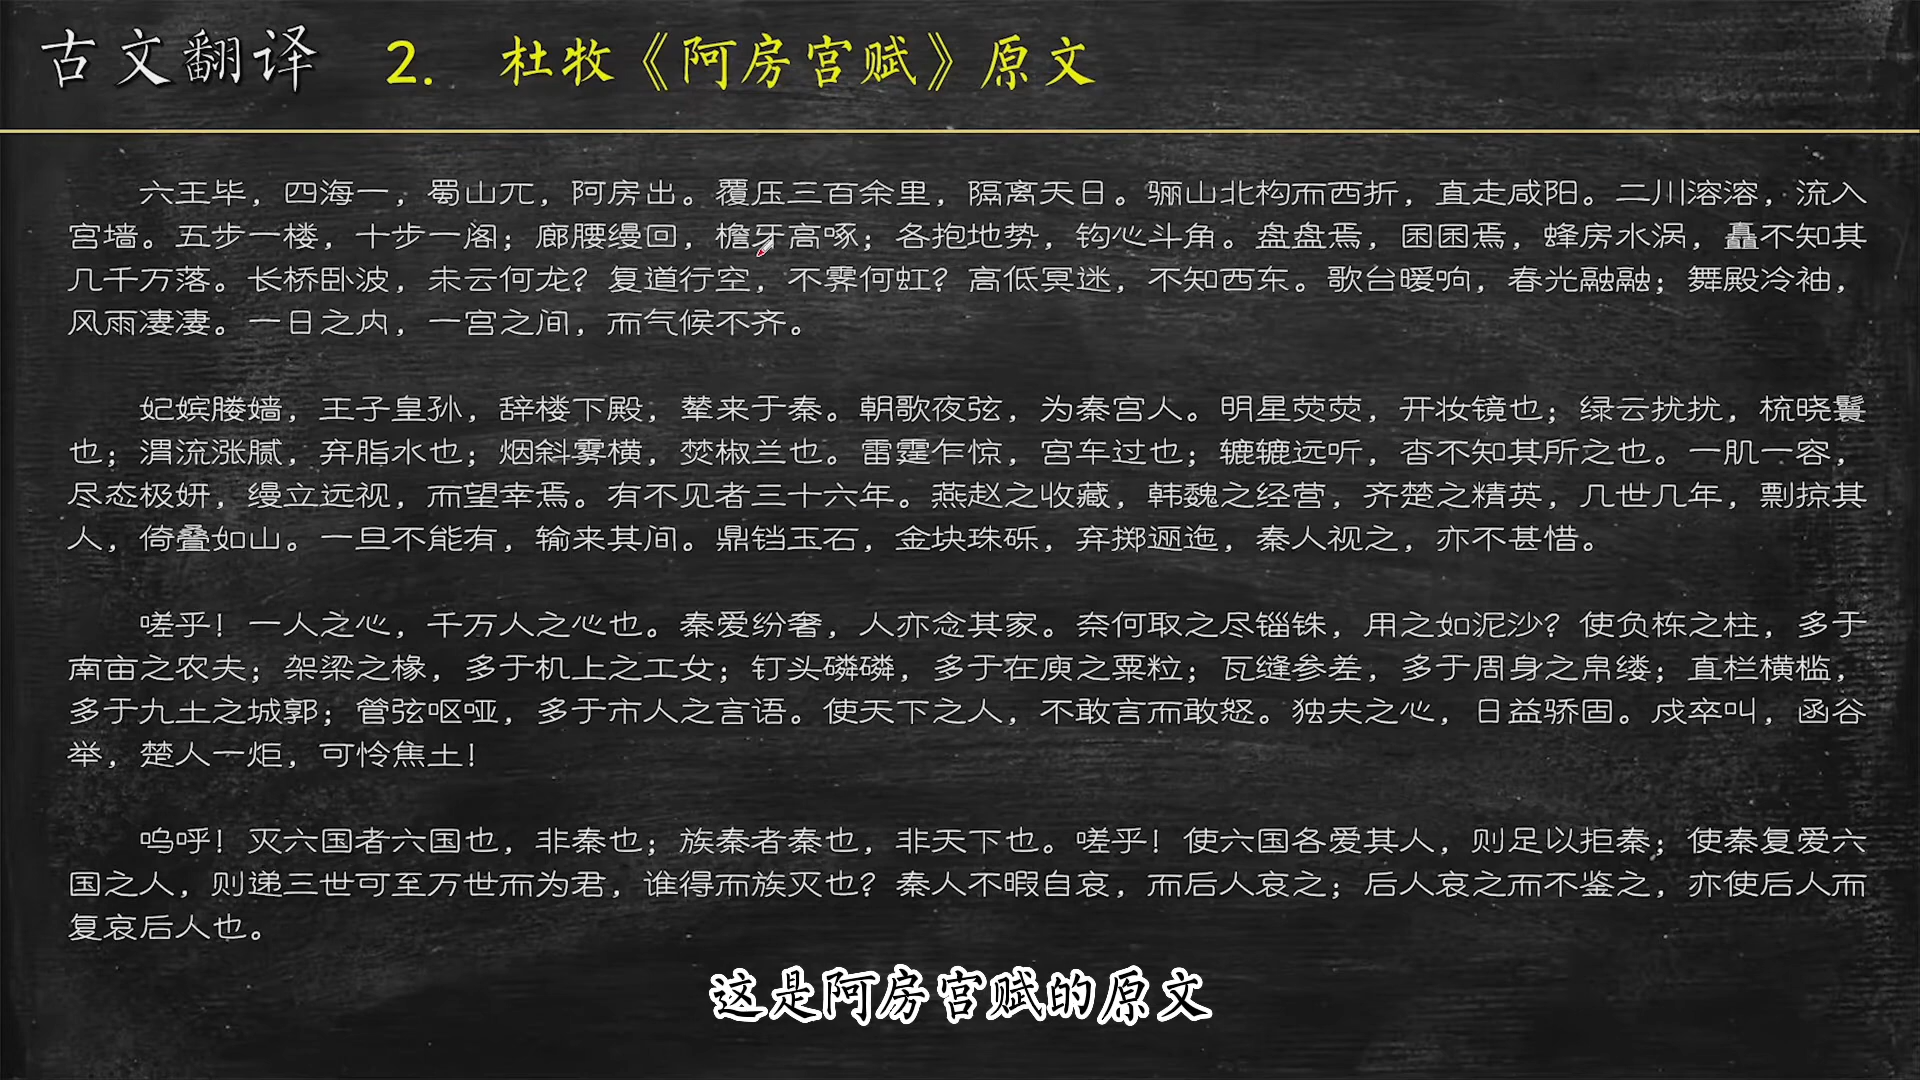 古文翻译 2. 杜牧《阿房宫赋》原文
六王毕，四海一，蜀山兀，阿房出。覆压三百余里，隔离天日。骊山北构而西折，直走咸阳。二川溶溶，流入
宫墙。五步一楼，十步一阁；廊腰缦回，檐牙高啄；各抱地势，钩心斗角。盘盘焉，囷囷焉，蜂房水涡，矗不知其
几千万落。长桥卧波，未云何龙？复道行空，不霁何虹？高低冥迷，不知西东。歌台暖响，春光融融；舞殿冷袖，
风雨凄凄。一日之内，一宫之间，而气候不齐。
妃嫔媵嫱，王子皇孙，辞楼下殿，辇来于秦。朝歌夜弦，为秦宫人。明星荧荧，开妆镜也；绿云扰扰，梳晓鬟
也；渭流涨腻，弃脂水也；烟斜雾横，焚椒兰也。雷霆乍惊，宫车过也；辘辘远听，杳不知其所之也。一肌一容，
尽态极妍，缦立远视，而望幸焉。有不见者三十六年。燕赵之收藏，韩魏之经营，齐楚之精英，几世几年，剽掠其
人，倚叠如山。一旦不能有，输来其间。鼎铛玉石，金块珠砾，弃掷逦迤，秦人视之，亦不甚惜。
嗟乎！一人之心，千万人之心也。秦爱纷奢，人亦念其家。奈何取之尽锱铢，用之如泥沙？使负栋之柱，多于
南亩之农夫；架梁之椽，多于机上之工女；钉头磷磷，多于在庾之粟粒；瓦缝参差，多于周身之帛缕；直栏横槛，
多于九土之城郭；管弦呕哑，多于市人之言语。使天下之人，不敢言而敢怒。独夫之心，日益骄固。戍卒叫，函谷
举，楚人一炬，可怜焦土！
呜呼！灭六国者六国也，非秦也；族秦者秦也，非天下也。嗟乎！使六国各爱其人，则足以拒秦；使秦复爱六
国之人，则递三世可至万世而为君，谁得而族灭也？秦人不暇自哀，而后人哀之；后人哀之而不鉴之，亦使后人而
复哀后人也。
这是阿房宫赋的原文